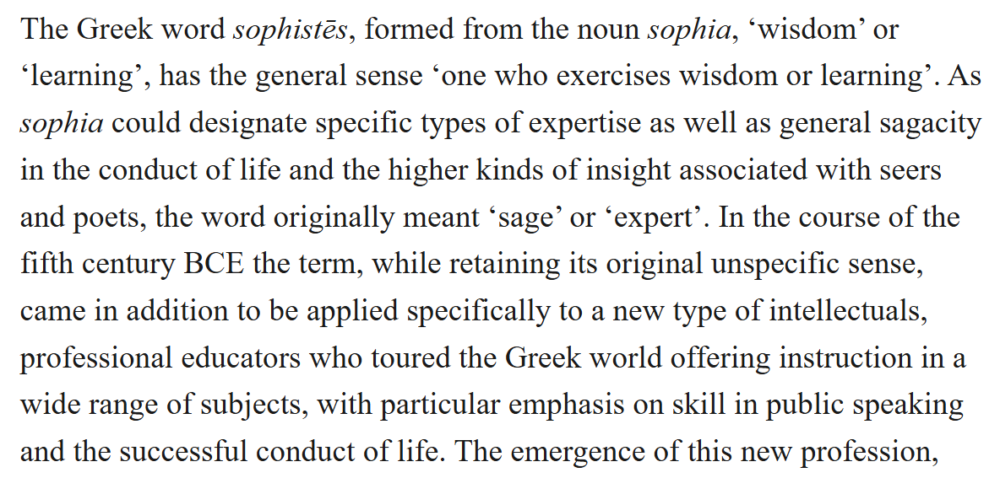 The Greek word sophistēs, formed from the noun sophia, ‘wisdom’ or
‘learning’, has the general sense ‘one who exercises wisdom or learning’. As
sophia could designate specific types of expertise as well as general sagacity
in the conduct of life and the higher kinds of insight associated with seers
and poets, the word originally meant ‘sage’ or ‘expert’. In the course of the
fifth century BCE the term, while retaining its original unspecific sense,
came in addition to be applied specifically to a new type of intellectuals,
professional educators who toured the Greek world offering instruction in a
wide range of subjects, with particular emphasis on skill in public speaking
and the successful conduct of life. The emergence of this new profession,